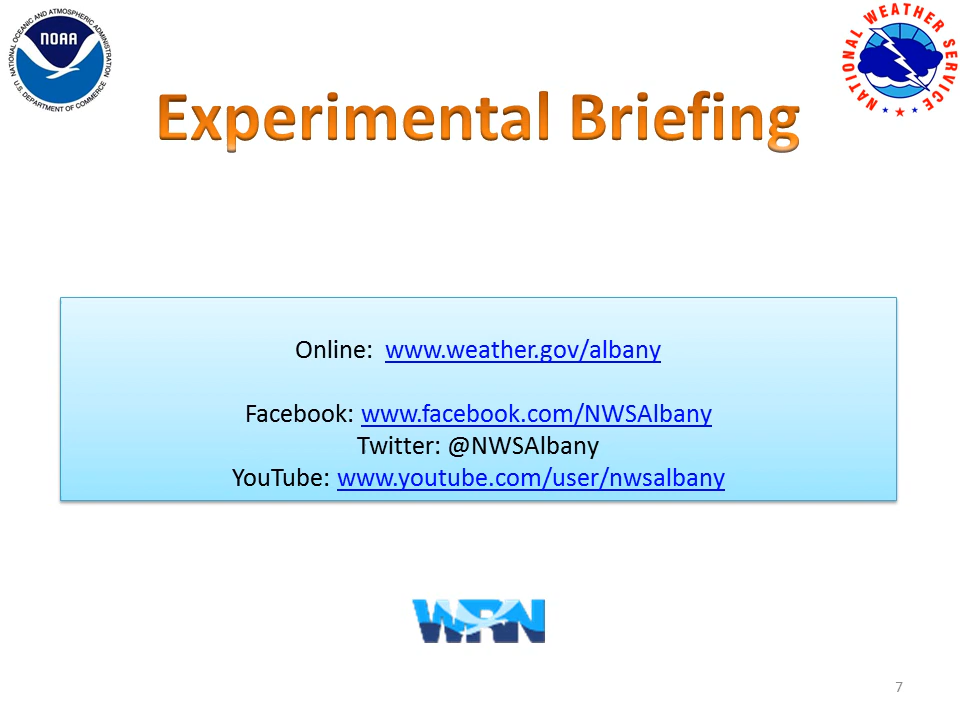 NATIONAL OCEANIC AND ATMOSPHERIC ADMINISTRATION
NOAA
U.S. DEPARTMENT OF COMMERCE
NATIONAL WEATHER SERVICE
Experimental Briefing
Online: www.weather.gov/albany
Facebook: www.facebook.com/NWSAlbany
Twitter: @NWSAlbany
YouTube: www.youtube.com/user/nwsalbany
WRN
7